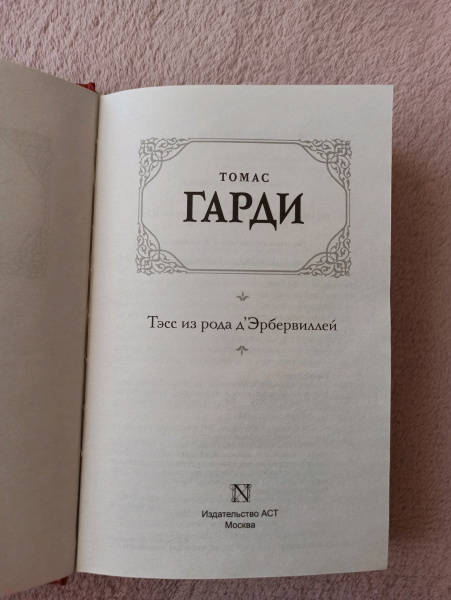 ТОМАС
ГАРДИ
Тэсс из рода д'Эрбервиллей
N
Издательство АСТ
Москва